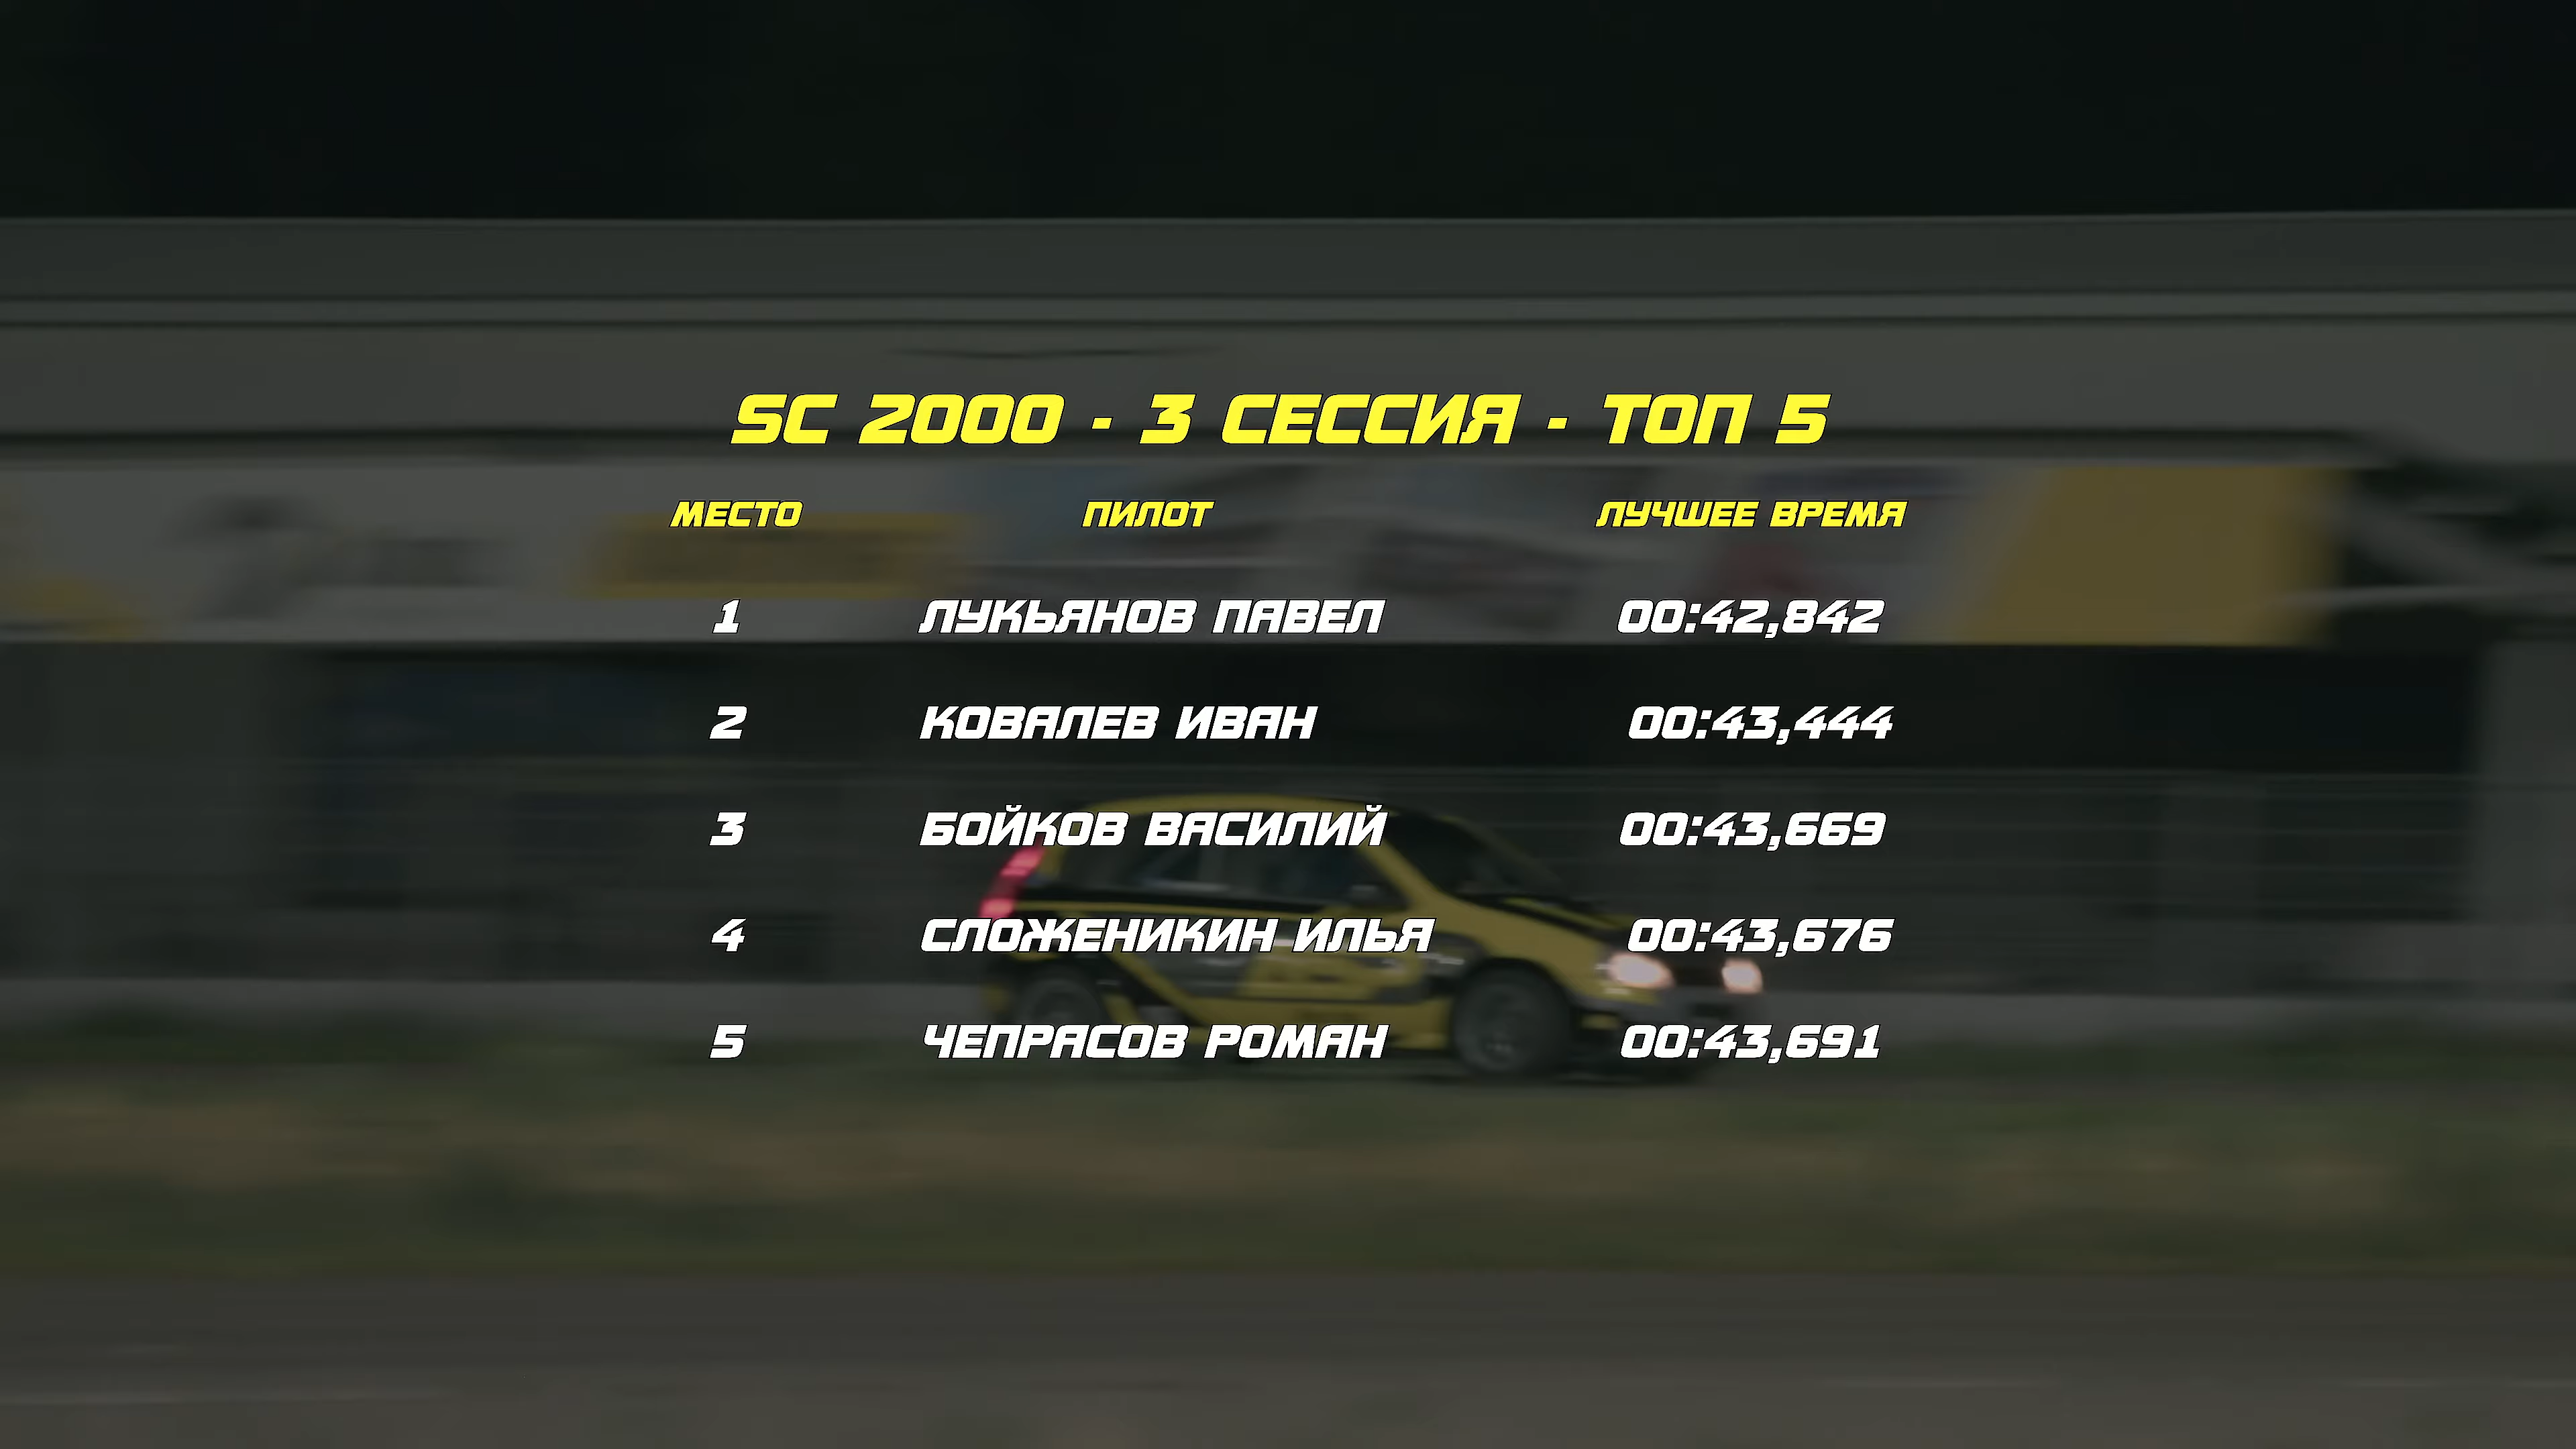 SC 2000 - 3 СЕССИЯ - ТОП 5
МЕСТО ПИЛОТ ЛУЧШЕЕ ВРЕМЯ
1 ЛУКЬЯНОВ ПАВЕЛ 00:42,842
2 КОВАЛЕВ ИВАН 00:43,444
3 БОЙКОВ ВАСИЛИЙ 00:43,669
4 СЛОЖЕНИКИН ИЛЬЯ 00:43,676
5 ЧЕПРАСОВ РОМАН 00:43,691